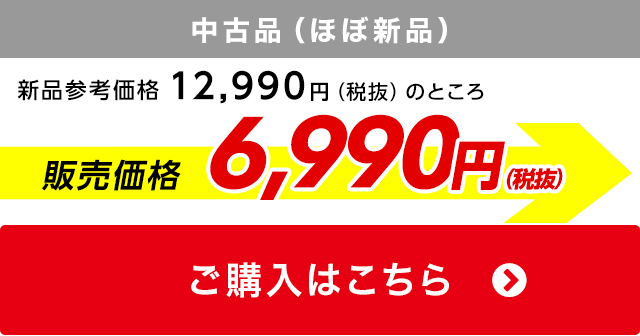 中古品（ほぼ新品）
新品参考価格 12,990円（税抜）のところ
販売価格 6,990円（税抜）
ご購入はこちら